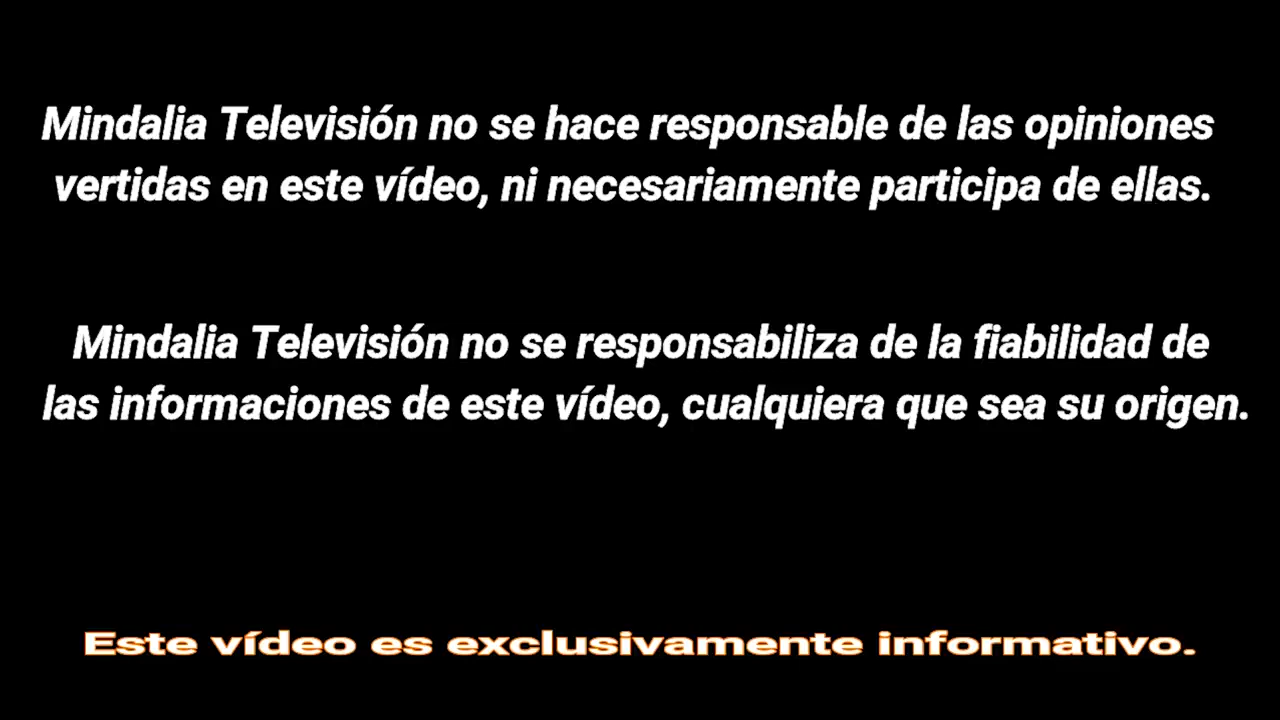 Mindalia Televisión no se hace responsable de las opiniones
vertidas en este vídeo, ni necesariamente participa de ellas.
Mindalia Televisión no se responsabiliza de la fiabilidad de
las informaciones de este vídeo, cualquiera que sea su origen.
Este vídeo es exclusivamente informativo.